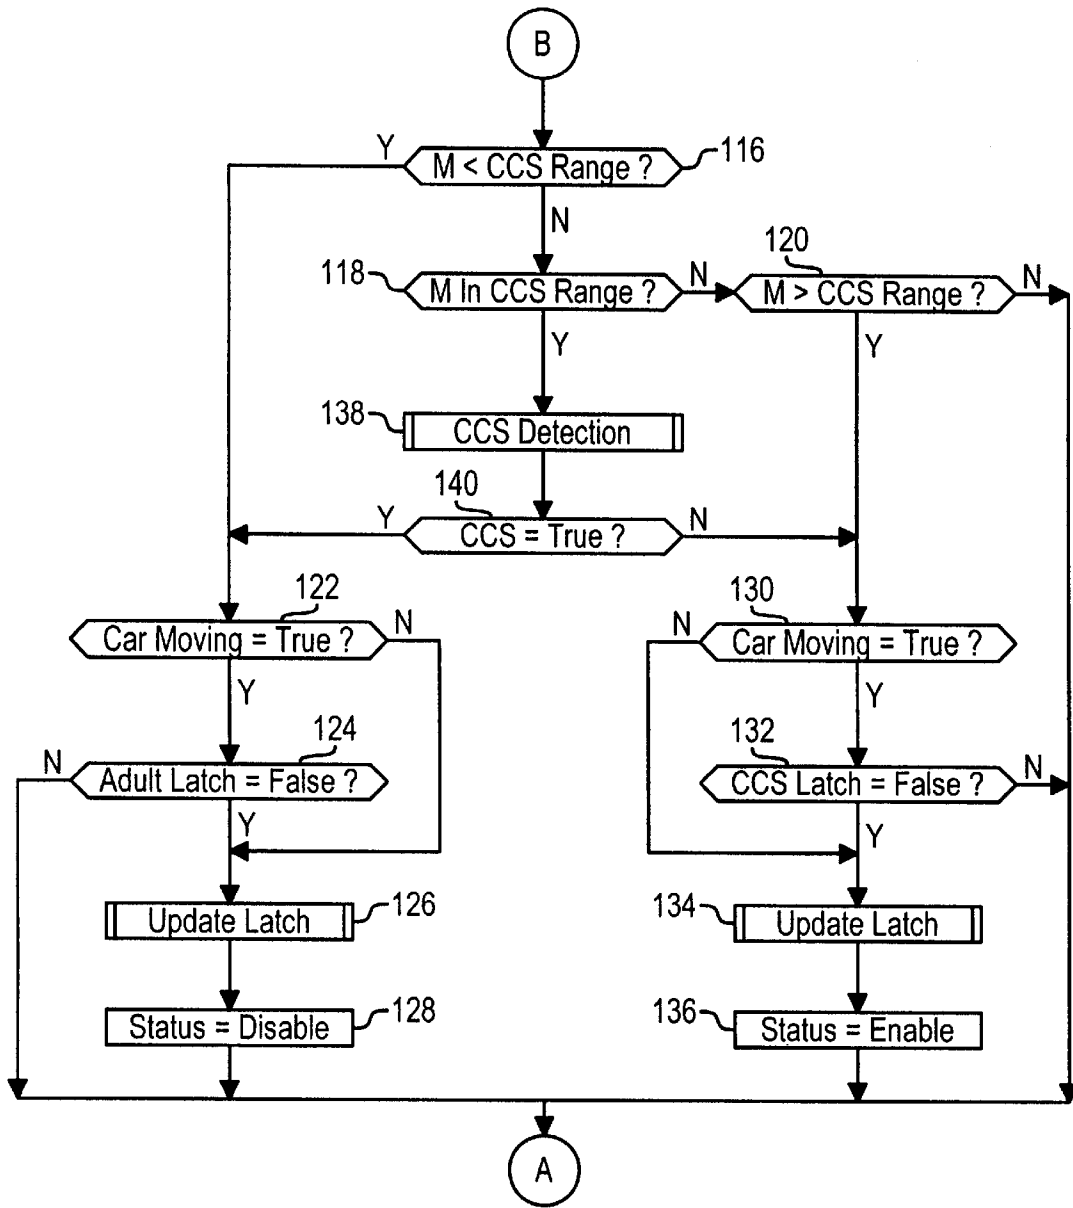 B
Y
M < CCS Range ?
116
N
120
118
M In CCS Range ?
N
M > CCS Range ?
N
Y
Y
138
CCS Detection
140
Y
CCS = True ?
N
122
130
Car Moving = True ?
N
N
Car Moving = True ?
Y
Y
124
132
N
Adult Latch = False ?
CCS Latch = False ?
N
Y
Y
Update Latch
126
134
Update Latch
Status = Disable
128
136
Status = Enable
A